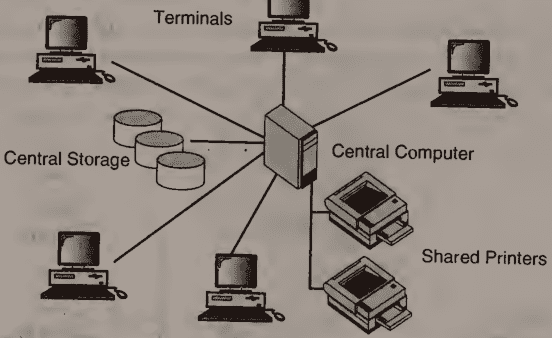 Terminals
Central Storage
Central Computer
Shared Printers